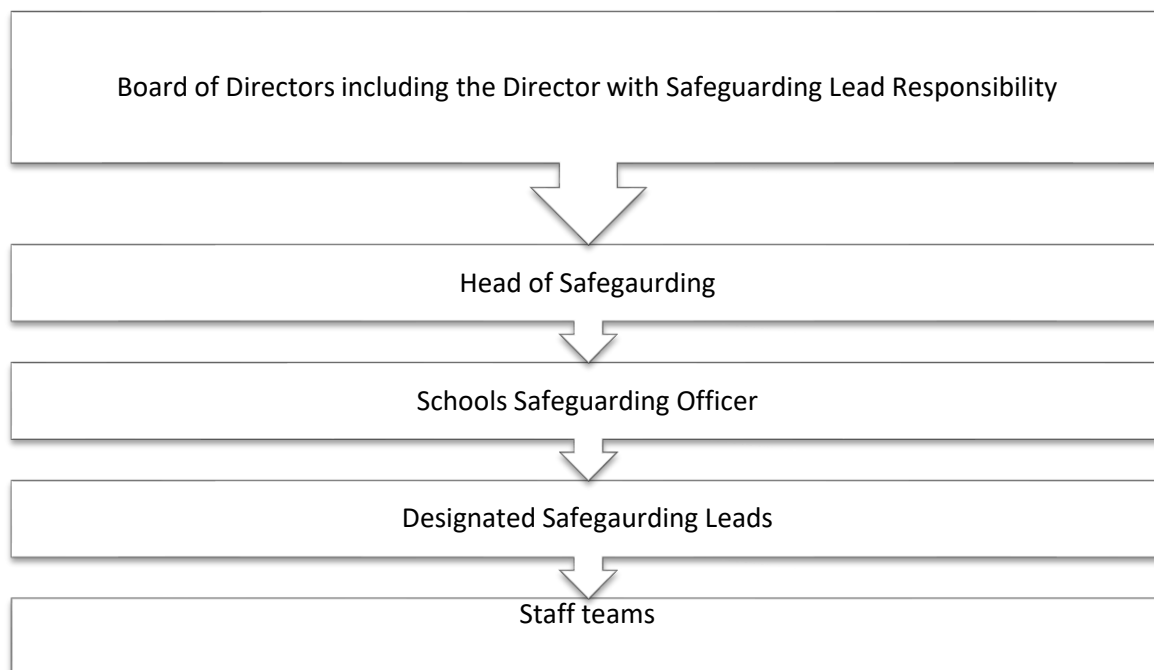 Board of Directors including the Director with Safeguarding Lead Responsibility
Head of Safegaurding
Schools Safeguarding Officer
Designated Safegaurding Leads
Staff teams